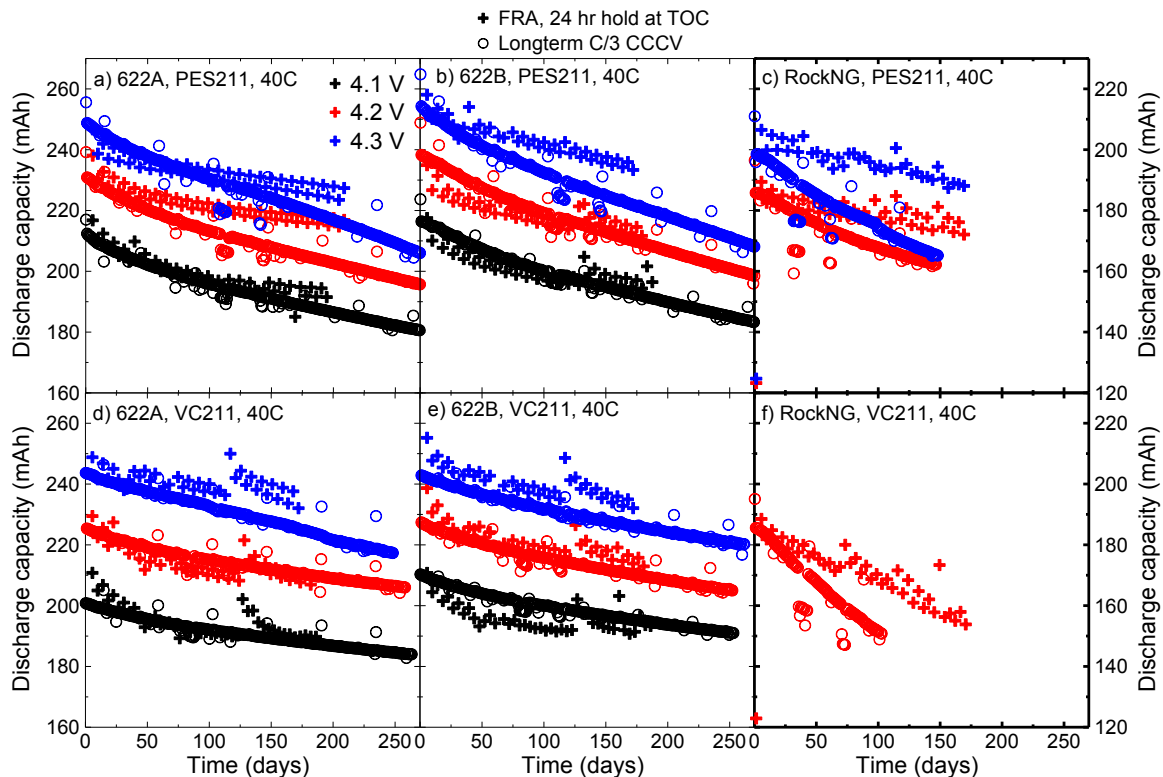 FRA, 24 hr hold at TOC
Longterm C/3 CCCV
a) 622A, PES211, 40C
4.1 V
4.2 V
4.3 V
b) 622B, PES211, 40C
c) RockNG, PES211, 40C
Discharge capacity (mAh)
260
240
220
200
180
160
220
200
180
160
140
120
Discharge capacity (mAh)
d) 622A, VC211, 40C
e) 622B, VC211, 40C
f) RockNG, VC211, 40C
Discharge capacity (mAh)
240
220
200
180
160
220
200
180
160
140
120
Discharge capacity (mAh)
0 50 100 150 200 250
0 50 100 150 200 250
0 50 100 150 200 250
Time (days)
Time (days)
Time (days)